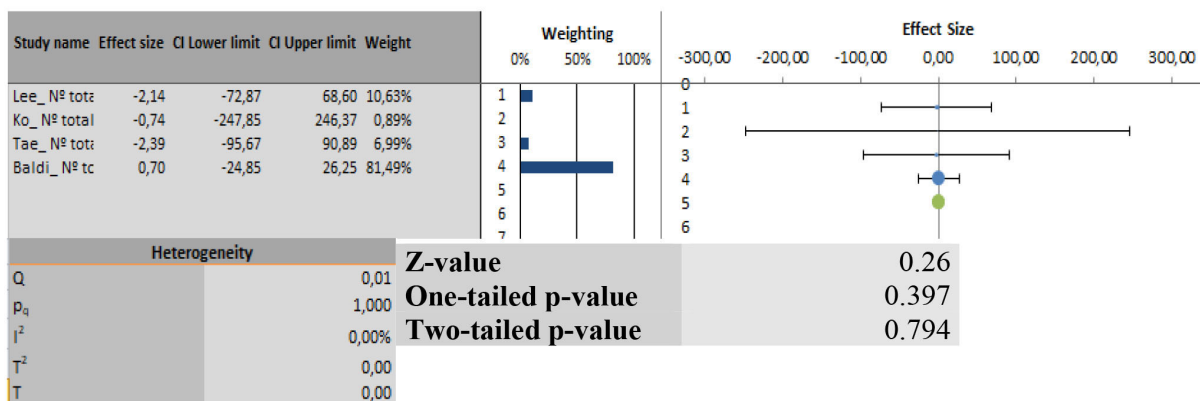 Study name Effect size CI Lower limit CI Upper limit Weight
Lee_ Nº tota -2,14 -72,87 68,60 10,63%
Ko_ Nº total -0,74 -247,85 246,37 0,89%
Tae_ Nº tota -2,39 -95,67 90,89 6,99%
Baldi_ Nº tc 0,70 -24,85 26,25 81,49%
Weighting
0% 50% 100%
1
2
3
4
5
6
7
Effect Size
-300,00 -200,00 -100,00 0,00 100,00 200,00 300,00
0
1
2
3
4
5
6
Heterogeneity
Q 0,01
pq 1,000
I² 0,00%
T² 0,00
T 0,00
Z-value 0.26
One-tailed p-value 0.397
Two-tailed p-value 0.794